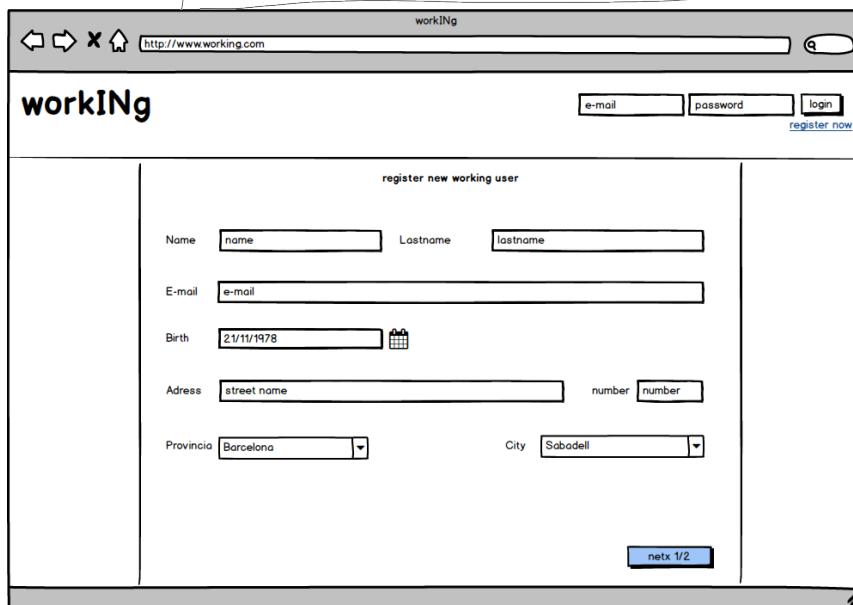 workINg
http://www.working.com
workINg
e-mail password login
register now
register new working user
Name name Lastname lastname
E-mail e-mail
Birth 21/11/1978
Adress street name number number
Provincia Barcelona City Sabadell
netx 1/2